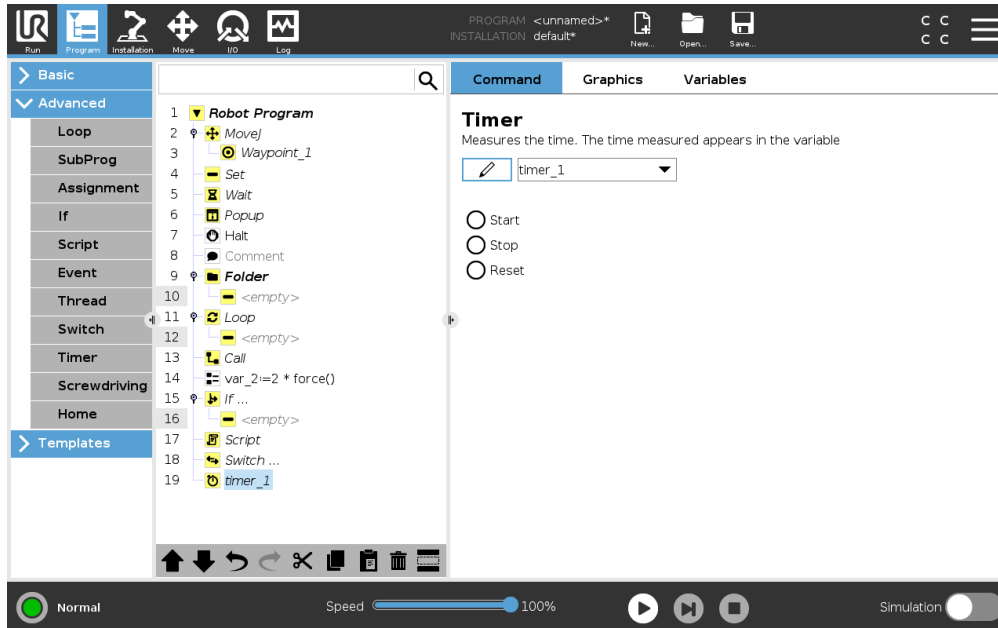 PROGRAM <unnamed>*
INSTALLATION default*
C C
C C
UR
Run
Program
Installation
Move
I/O
Log
New...
Open...
Save...
Basic
Advanced
Loop
SubProg
Assignment
If
Script
Event
Thread
Switch
Timer
Screwdriving
Home
Templates
1 Robot Program
2 MoveJ
3 Waypoint_1
4 Set
5 Wait
6 Popup
7 Halt
8 Comment
9 Folder
10 <empty>
11 Loop
12 <empty>
13 Call
14 var_2:=2 * force()
15 If ...
16 <empty>
17 Script
18 Switch ...
19 timer_1
Command Graphics Variables
Timer
Measures the time. The time measured appears in the variable
timer_1
Start
Stop
Reset
Normal
Speed 100%
Simulation